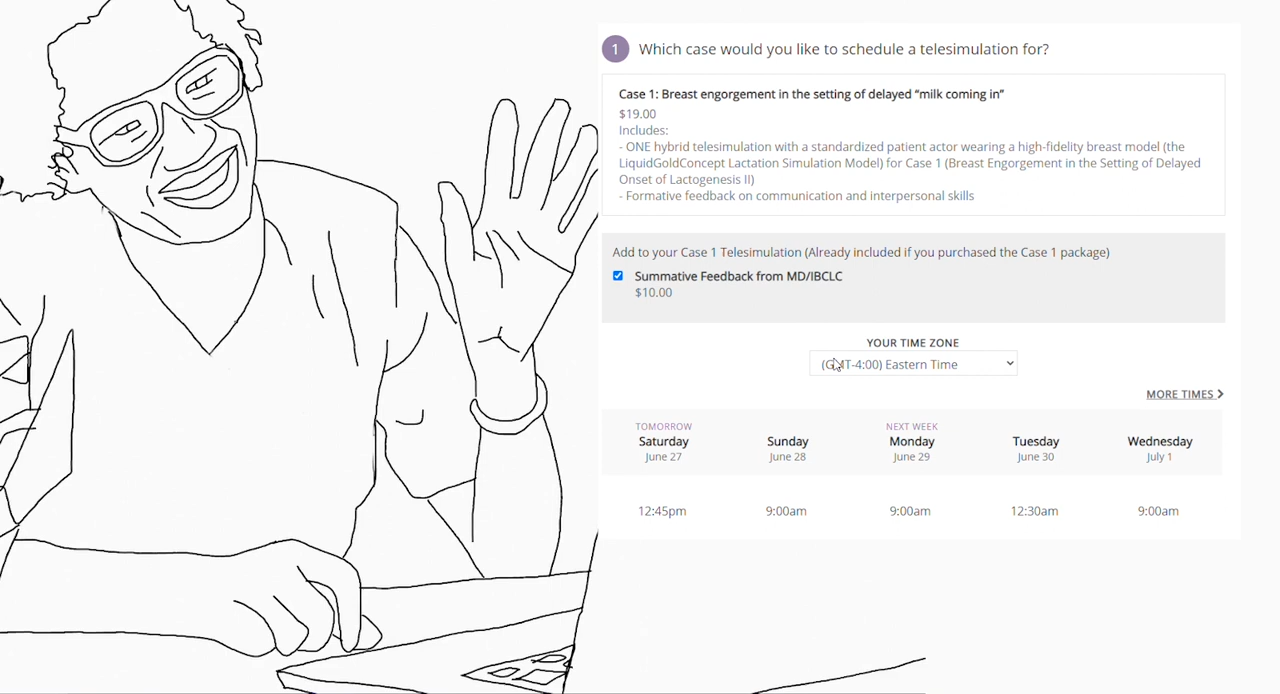 1 Which case would you like to schedule a telesimulation for?
Case 1: Breast engorgement in the setting of delayed “milk coming in”
$19.00
Includes:
- ONE hybrid telesimulation with a standardized patient actor wearing a high-fidelity breast model (the
LiquidGoldConcept Lactation Simulation Model) for Case 1 (Breast Engorgement in the Setting of Delayed
Onset of Lactogenesis II)
- Formative feedback on communication and interpersonal skills
Add to your Case 1 Telesimulation (Already included if you purchased the Case 1 package)
Summative Feedback from MD/IBCLC
$10.00
YOUR TIME ZONE
(GMT-4:00) Eastern Time
MORE TIMES
TOMORROW NEXT WEEK
Saturday Sunday Monday Tuesday Wednesday
June 27 June 28 June 29 June 30 July 1
12:45pm 9:00am 9:00am 12:30am 9:00am